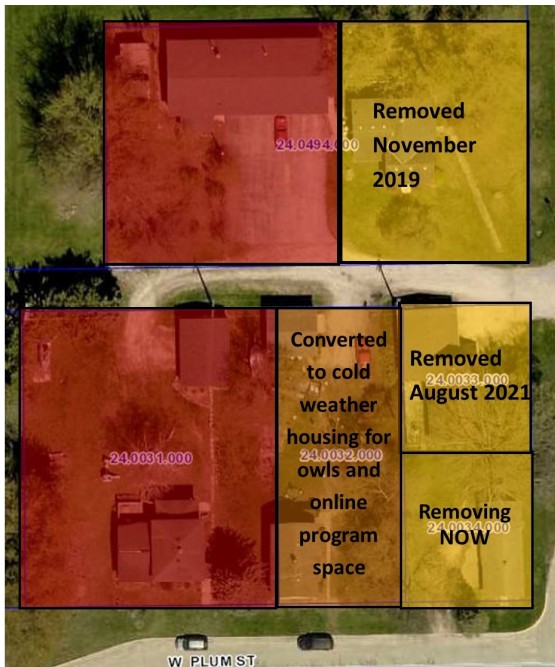 Removed
November
2019
24.0494.000
Converted
to cold
weather
housing for
owls and
online
program
space
24.0032.000
Removed
August 2021
24.0033.000
24.0031.000
Removing
NOW
24.0034.000
W PLUM ST